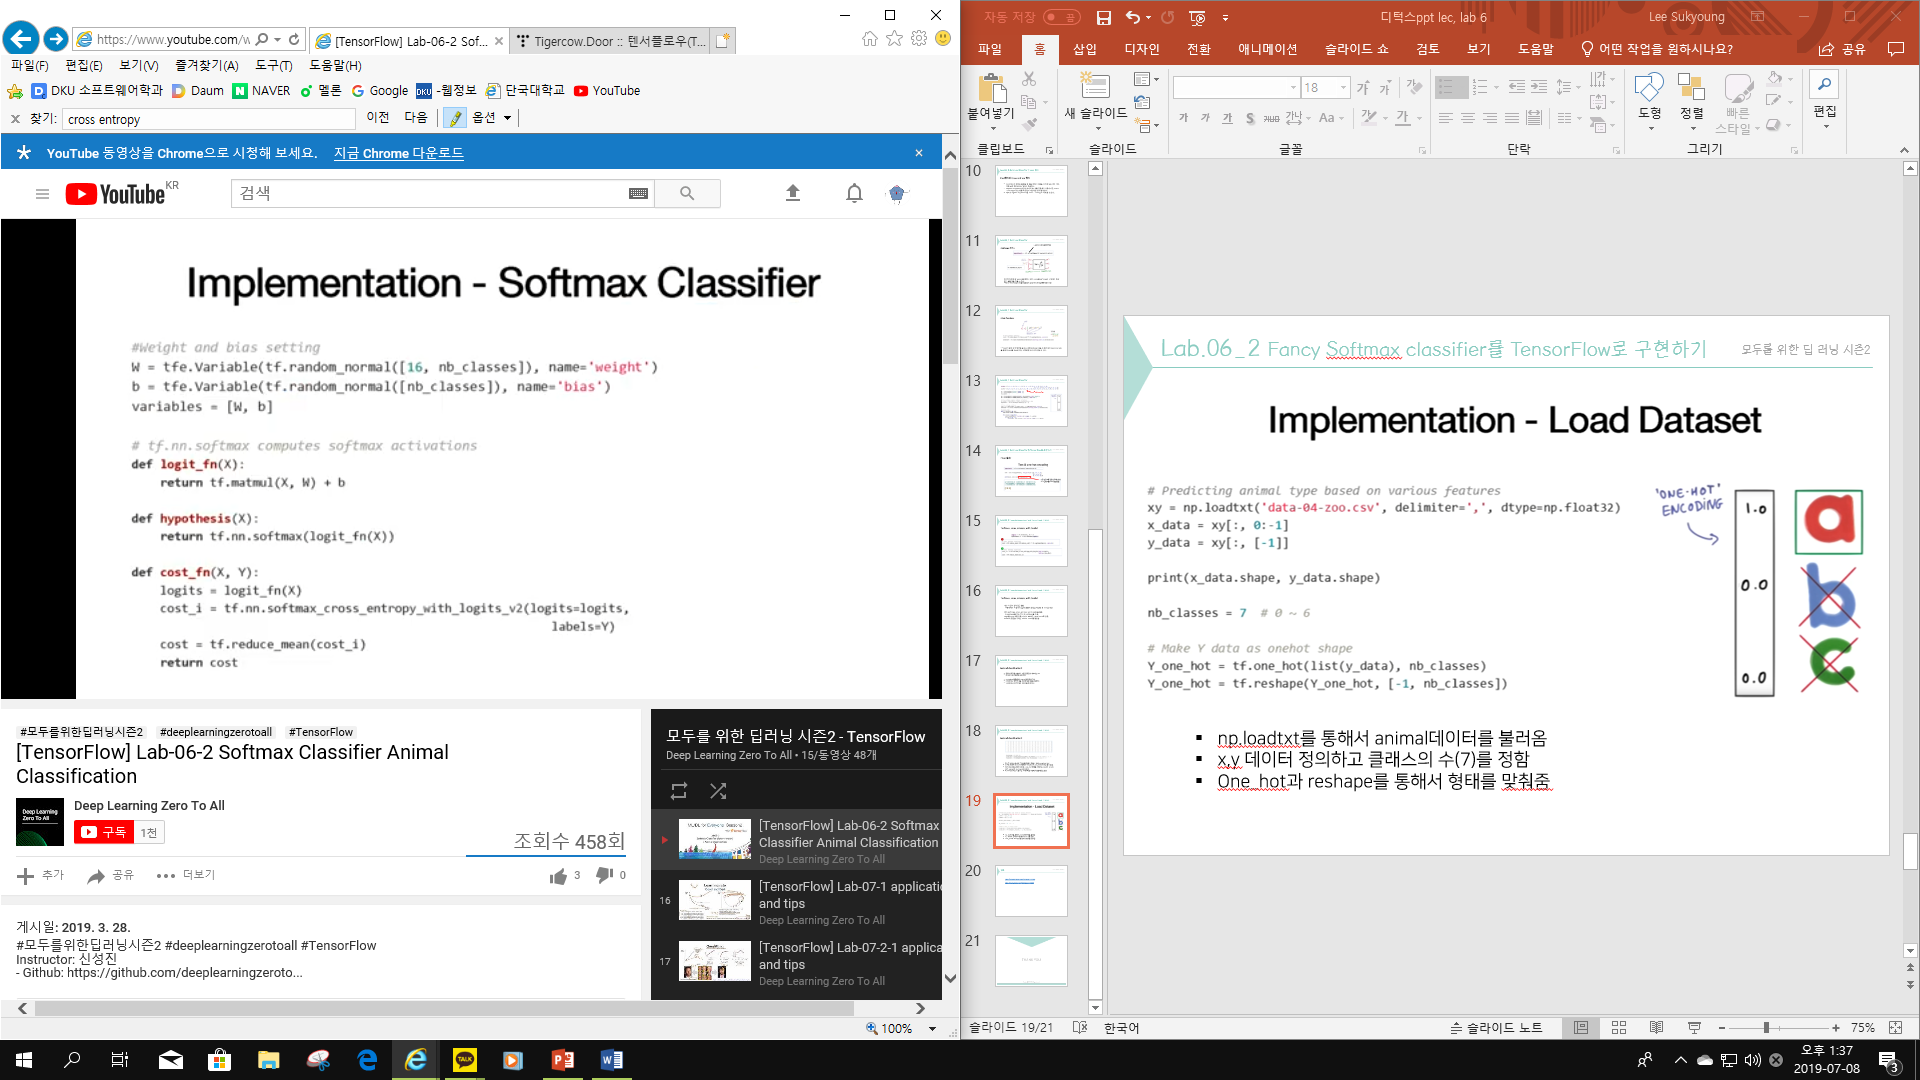 https://www.youtube.com/w
[TensorFlow] Lab-06-2 Sof...
Tigercow.Door :: 텐서플로우(T...
파일(F) 편집(E) 보기(V) 즐겨찾기(A) 도구(T) 도움말(H)
DKU 소프트웨어학과 Daum NAVER 멜론 Google DKU -웹정보 단국대학교 YouTube
찾기: cross entropy 이전 다음 옵션
YouTube 동영상을 Chrome으로 시청해 보세요. 지금 Chrome 다운로드
YouTube KR
검색
Implementation - Softmax Classifier
#Weight and bias setting
W = tfe.Variable(tf.random_normal([16, nb_classes]), name='weight')
b = tfe.Variable(tf.random_normal([nb_classes]), name='bias')
variables = [W, b]
# tf.nn.softmax computes softmax activations
def logit_fn(X):
return tf.matmul(X, W) + b
def hypothesis(X):
return tf.nn.softmax(logit_fn(X))
def cost_fn(X, Y):
logits = logit_fn(X)
cost_i = tf.nn.softmax_cross_entropy_with_logits_v2(logits=logits,
labels=Y)
cost = tf.reduce_mean(cost_i)
return cost
#모두를위한딥러닝시즌2 #deeplearningzerotoall #TensorFlow
[TensorFlow] Lab-06-2 Softmax Classifier Animal
Classification
Deep Learning
Zero To All
Deep Learning Zero To All
구독 1천
조회수 458회
추가 공유 더보기 3 0
게시일: 2019. 3. 28.
#모두를위한딥러닝시즌2 #deeplearningzerotoall #TensorFlow
Instructor: 신성진
- Github: https://github.com/deeplearningzeroto...
모두를 위한 딥러닝 시즌2 - TensorFlow
Deep Learning Zero To All • 15/동영상 48개
[TensorFlow] Lab-06-2 Softmax
Classifier Animal Classification
Deep Learning Zero To All
16
[TensorFlow] Lab-07-1 applicatio
and tips
Deep Learning Zero To All
17
[TensorFlow] Lab-07-2-1 applica
and tips
Deep Learning Zero To All
100%
자동 저장 디턱스ppt lec, lab 6 Lee Sukyoung
파일 홈 삽입 디자인 전환 애니메이션 슬라이드 쇼 검토 보기 도움말 어떤 작업을 원하시나요? 공유
붙여넣기
새 슬라이드
18
도형 정렬 빠른
스타일
편집
클립보드 슬라이드 글꼴 단락 그리기
10
11
12
13
14
15
16
17
18
19
20
21
Lab.06_2 Fancy Softmax classifier를 TensorFlow로 구현하기
모두를 위한 딥 러닝 시즌2
Implementation - Load Dataset
# Predicting animal type based on various features
xy = np.loadtxt('data-04-zoo.csv', delimiter=',', dtype=np.float32)
x_data = xy[:, 0:-1]
y_data = xy[:, [-1]]
print(x_data.shape, y_data.shape)
nb_classes = 7 # 0 ~ 6
# Make Y data as onehot shape
Y_one_hot = tf.one_hot(list(y_data), nb_classes)
Y_one_hot = tf.reshape(Y_one_hot, [-1, nb_classes])
'ONE-HOT'
ENCODING
1.0
a
0.0
b
0.0
c
▪ np.loadtxt를 통해서 animal데이터를 불러옴
▪ x,y 데이터 정의하고 클래스의 수(7)를 정함
▪ One_hot과 reshape를 통해서 형태를 맞춰줌
슬라이드 19/21 한국어 슬라이드 노트 75%
TALK
오후 1:37
2019-07-08
3